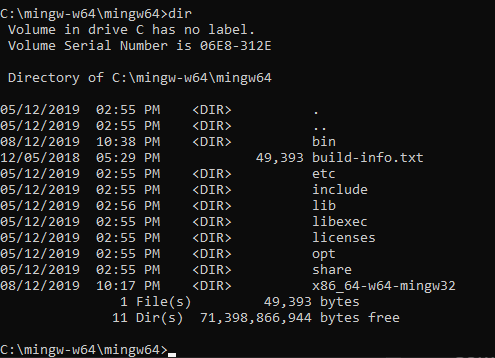 C:\mingw-w64\mingw64>dir
 Volume in drive C has no label.
 Volume Serial Number is 06E8-312E

 Directory of C:\mingw-w64\mingw64

05/12/2019  02:55 PM    <DIR>          .
05/12/2019  02:55 PM    <DIR>          ..
08/12/2019  10:38 PM    <DIR>          bin
12/05/2018  05:29 PM            49,393 build-info.txt
05/12/2019  02:55 PM    <DIR>          etc
05/12/2019  02:55 PM    <DIR>          include
05/12/2019  02:56 PM    <DIR>          lib
05/12/2019  02:55 PM    <DIR>          libexec
05/12/2019  02:55 PM    <DIR>          licenses
05/12/2019  02:55 PM    <DIR>          opt
05/12/2019  02:55 PM    <DIR>          share
08/12/2019  10:17 PM    <DIR>          x86_64-w64-mingw32
               1 File(s)         49,393 bytes
              11 Dir(s)  71,398,866,944 bytes free

C:\mingw-w64\mingw64>